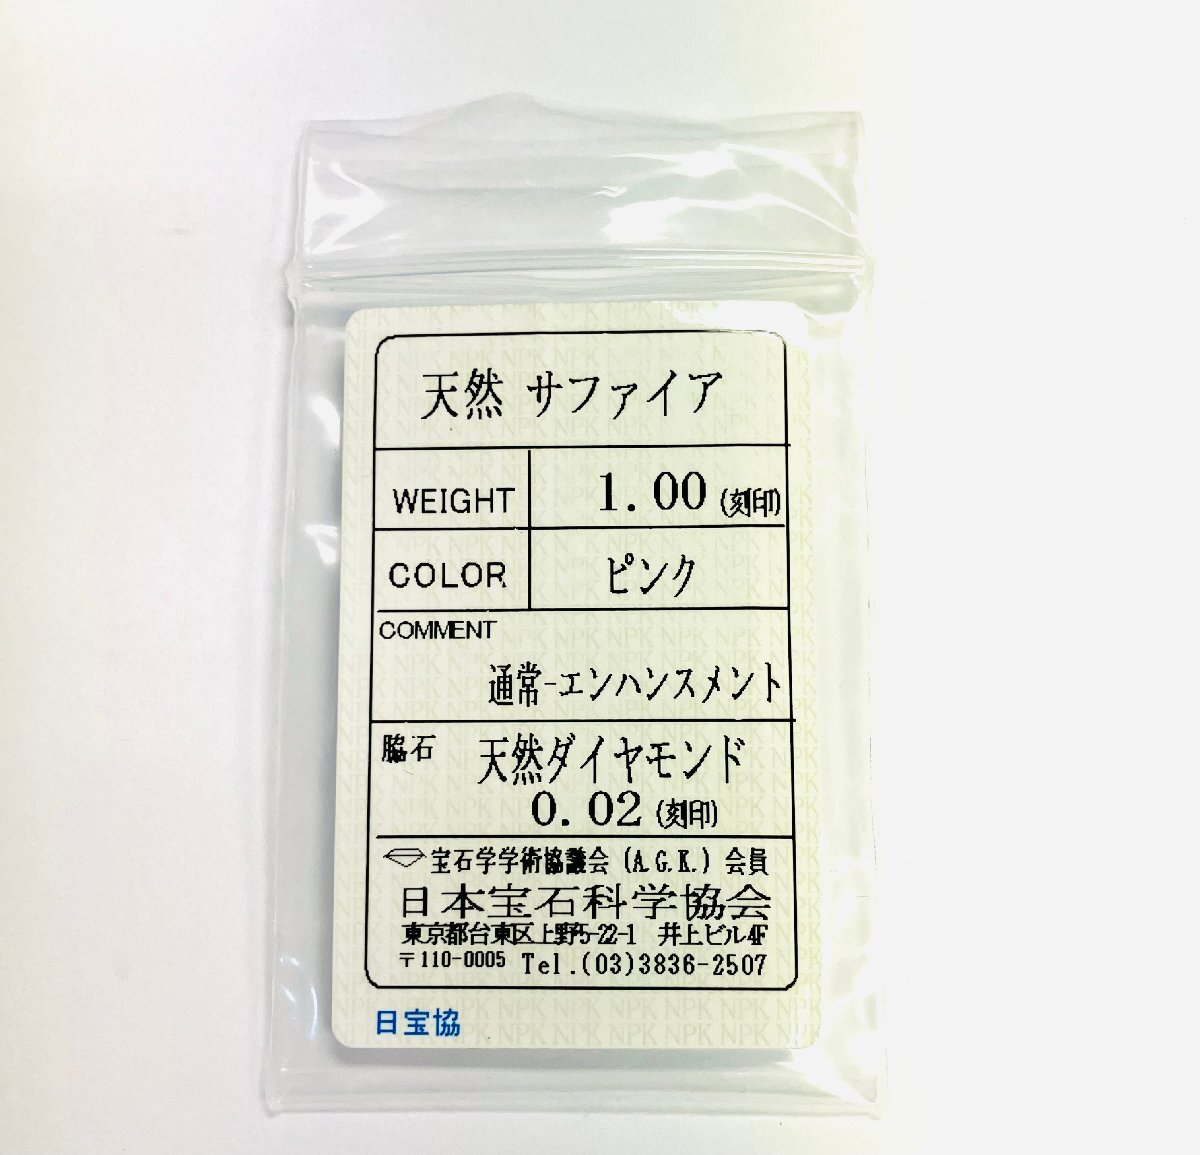 天然 サファイア
WEIGHT 1.00 (刻印)
COLOR ピンク
COMMENT
通常-エンハンスメント
脇石 天然ダイヤモンド
0.02 (刻印)
宝石学学術協議会 (A.G.K.) 会員
日本宝石科学協会
東京都台東区上野5-22-1 井上ビル4F
〒110-0005 Tel.(03)3836-2507
日宝協